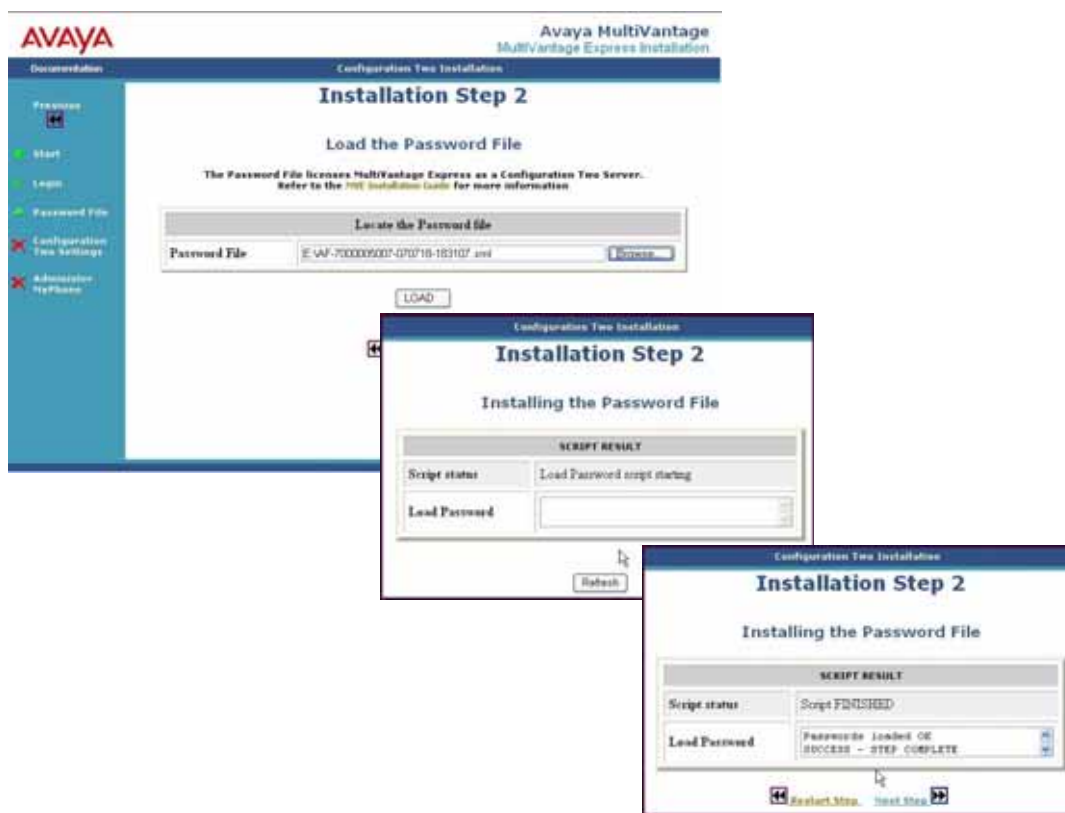 AVAYA
Avaya MultiVantage
MultiVantage Express Installation
Documentation
Configuration Two Installation
Previous
Start
Login
Password File
Configuration
Two Settings
Administer
MyPhone
Installation Step 2
Load the Password File
The Password File licenses MultiVantage Express as a Configuration Two Server.
Refer to the MVE Installation Guide for more information
Locate the Password file
Password File
E:\AF-7000005007-070716-183107.xml
Browse...
LOAD
Configuration Two Installation
Installation Step 2
Installing the Password File
SCRIPT RESULT
Script status
Load Password script starting
Load Password
Refresh
Configuration Two Installation
Installation Step 2
Installing the Password File
SCRIPT RESULT
Script status
Script FINISHED
Load Password
Passwords loaded OK
SUCCESS - STEP COMPLETE
Restart Step
Next Step